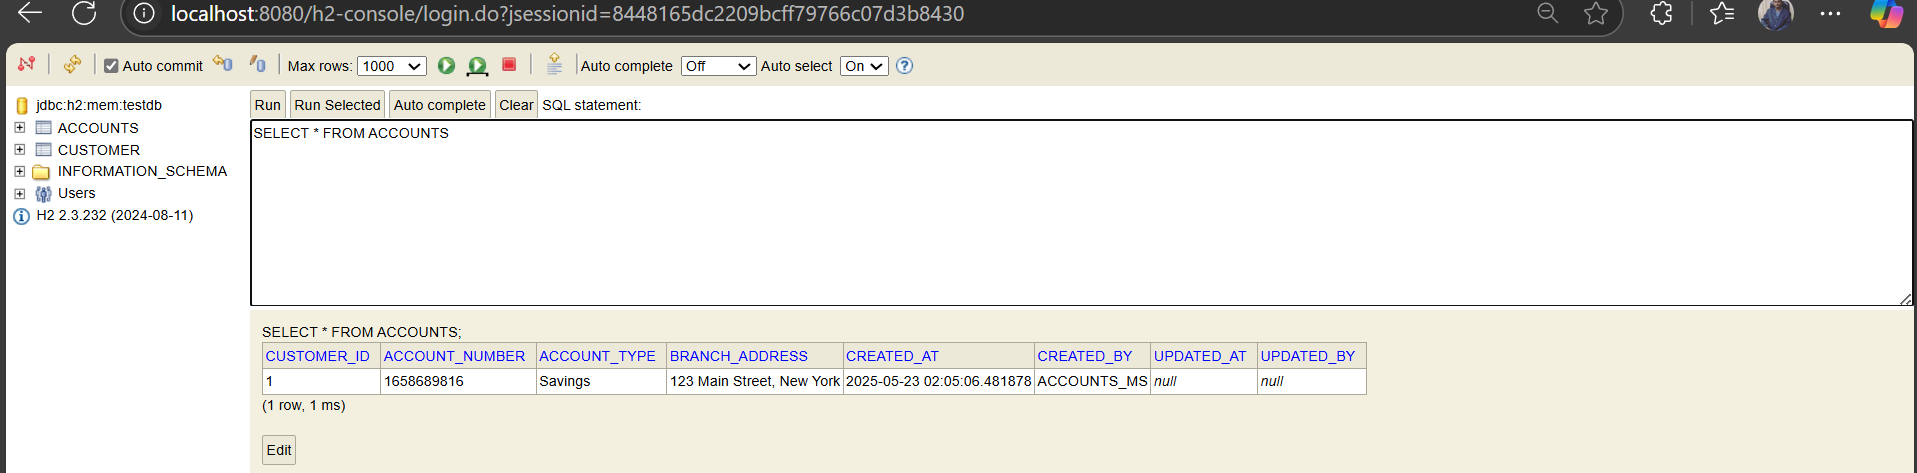 localhost:8080/h2-console/login.do?jsessionid=8448165dc2209bcff79766c07d3b8430
Auto commit Max rows: 1000 Auto complete Off Auto select On
jdbc:h2:mem:testdb
ACCOUNTS
CUSTOMER
INFORMATION_SCHEMA
Users
H2 2.3.232 (2024-08-11)
Run Run Selected Auto complete Clear SQL statement:
SELECT * FROM ACCOUNTS
SELECT * FROM ACCOUNTS;
CUSTOMER_ID ACCOUNT_NUMBER ACCOUNT_TYPE BRANCH_ADDRESS CREATED_AT CREATED_BY UPDATED_AT UPDATED_BY
1 1658689816 Savings 123 Main Street, New York 2025-05-23 02:05:06.481878 ACCOUNTS_MS null null
(1 row, 1 ms)
Edit